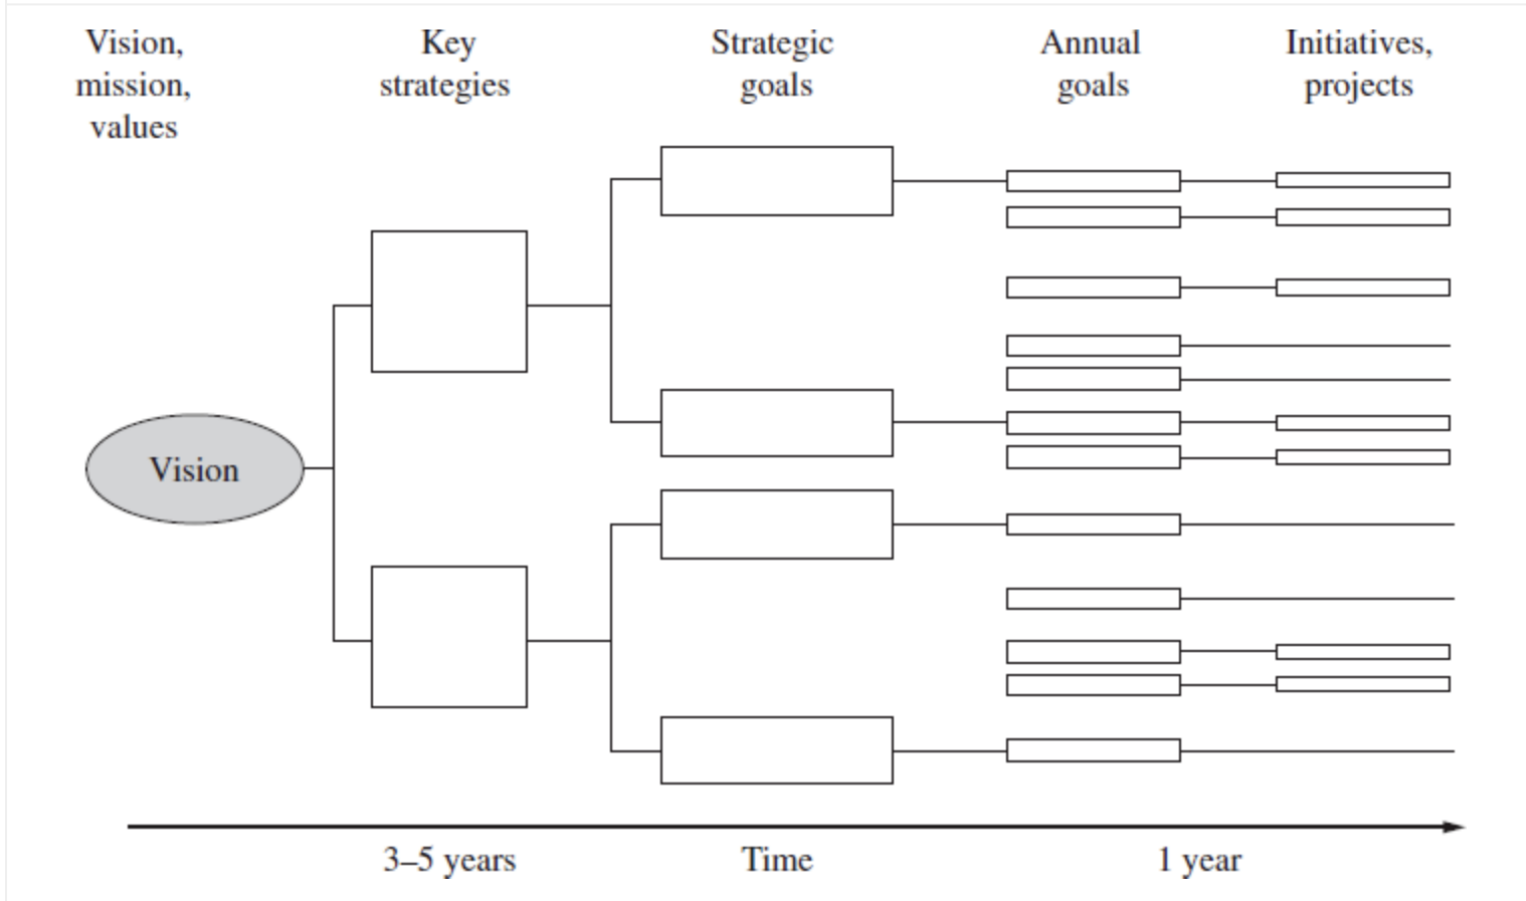 Vision,
mission,
values
Key
strategies
Strategic
goals
Annual
goals
Initiatives,
projects
Vision
3–5 years
Time
1 year